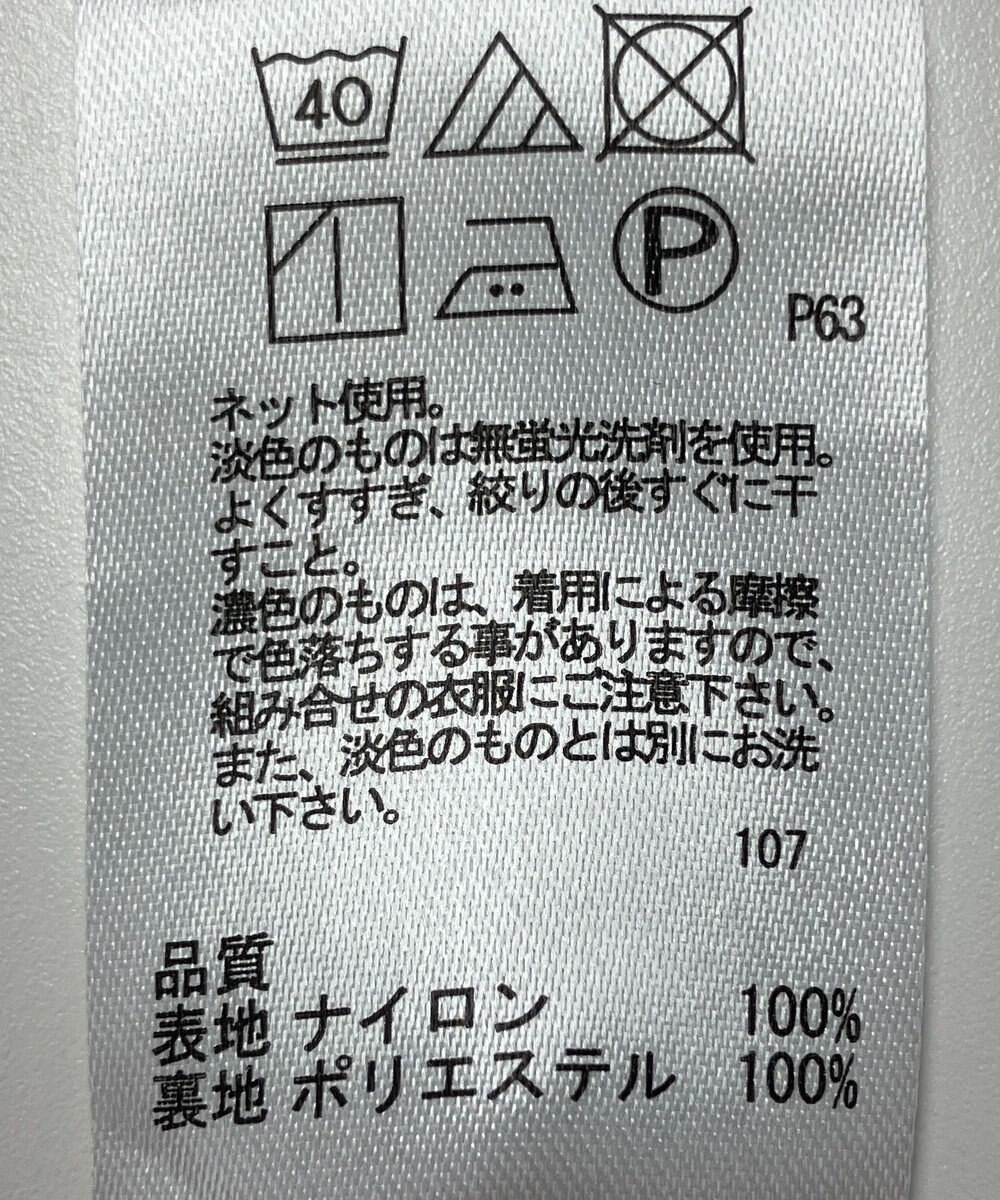 40
P
P63
ネット使用。
淡色のものは無蛍光洗剤を使用。
よくすすぎ、絞りの後すぐに干
すこと。
濃色のものは、着用による摩擦
で色落ちする事がありますので、
組み合せの衣服にご注意下さい。
また、淡色のものとは別にお洗
い下さい。
107
品質
表地 ナイロン 100%
裏地 ポリエステル 100%